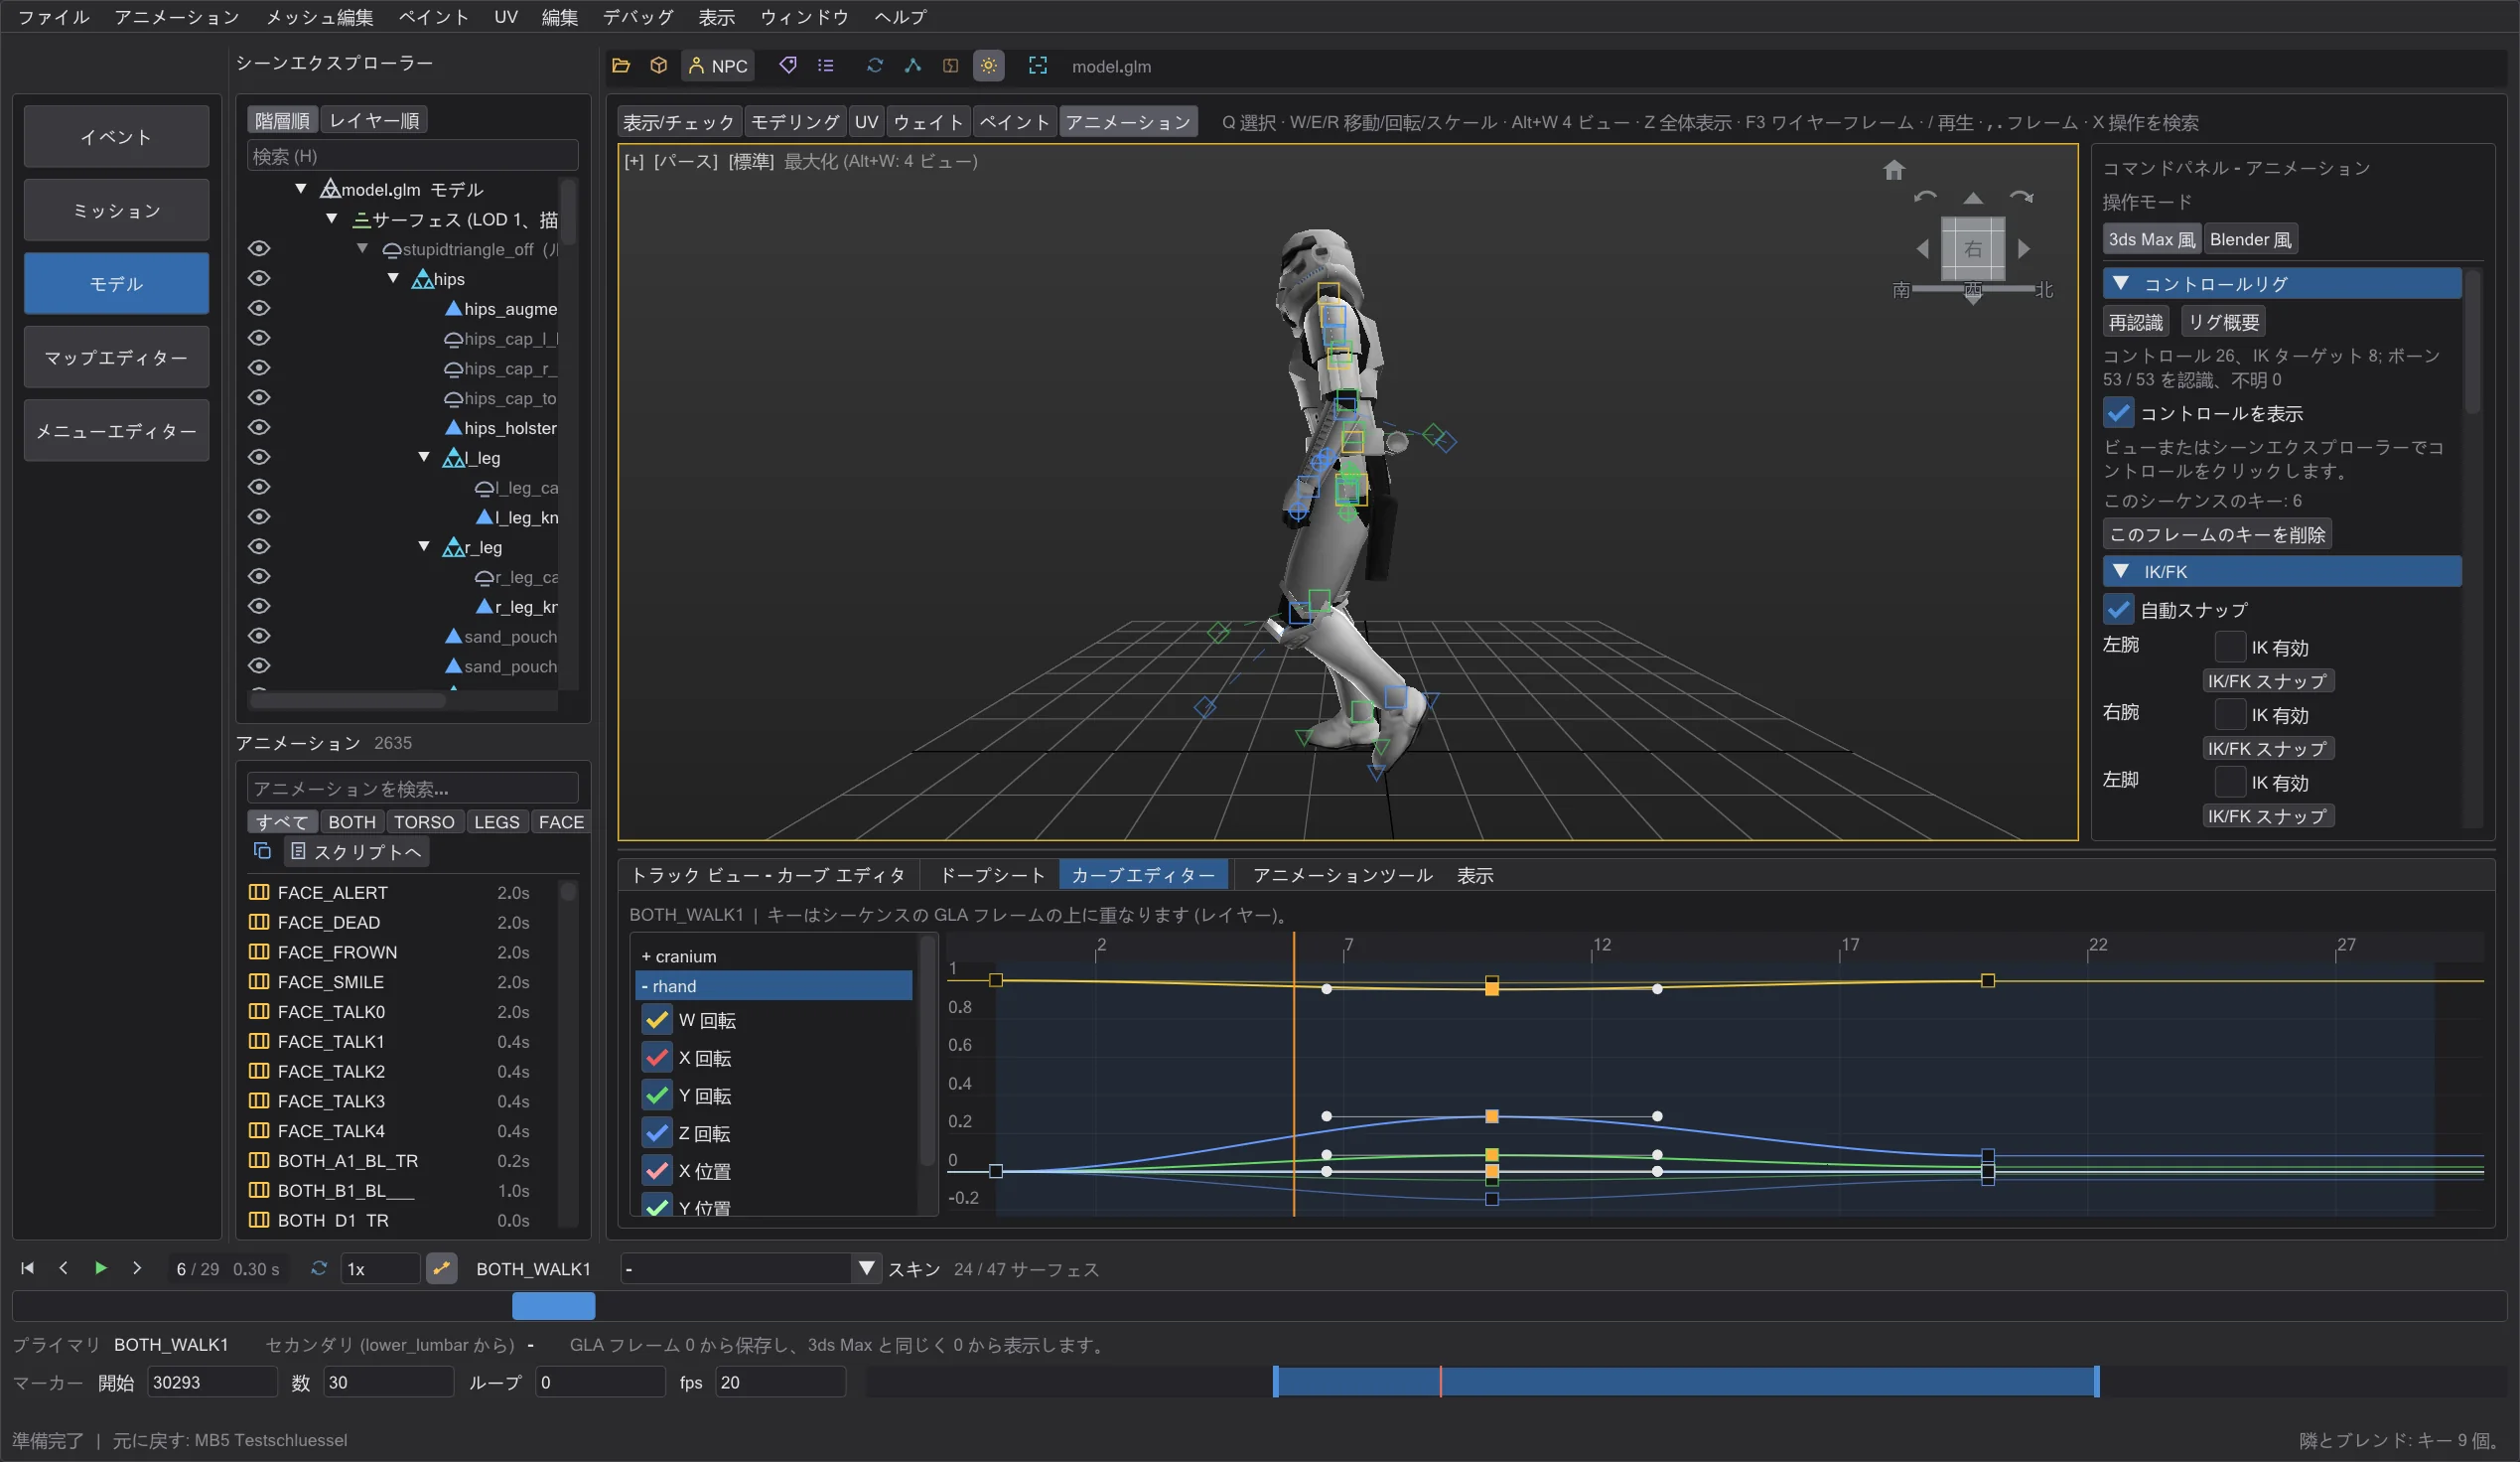 ファイル アニメーション メッシュ編集 ペイント UV 編集 デバッグ 表示 ウィンドウ ヘルプ
シーンエクスプローラー
NPC model.glm
イベント
ミッション
モデル
マップエディター
メニューエディター
階層順 レイヤー順
検索 (H)
model.glm モデル
サーフェス (LOD 1、描
stupidtriangle_off
hips
hips_augme
hips_cap_l_
hips_cap_r_
hips_cap_to
hips_holster
l_leg
l_leg_ca
l_leg_kn
r_leg
r_leg_ca
r_leg_kn
sand_pouch
sand_pouch
アニメーション 2635
アニメーションを検索...
すべて BOTH TORSO LEGS FACE
スクリプトへ
FACE_ALERT 2.0s
FACE_DEAD 2.0s
FACE_FROWN 2.0s
FACE_SMILE 2.0s
FACE_TALK0 2.0s
FACE_TALK1 0.4s
FACE_TALK2 0.4s
FACE_TALK3 0.4s
FACE_TALK4 0.4s
BOTH_A1_BL_TR 0.2s
BOTH_B1_BL___ 1.0s
BOTH_D1_TR 0.0s
表示/チェック モデリング UV ウェイト ペイント アニメーション Q 選択 · W/E/R 移動/回転/スケール · Alt+W 4 ビュー · Z 全体表示 · F3 ワイヤーフレーム · / 再生 · , . フレーム · X 操作を検索
[+] [パース] [標準] 最大化 (Alt+W: 4 ビュー)
右
南 西 北
コマンドパネル - アニメーション
操作モード
3ds Max 風 Blender 風
コントロールリグ
再認識 リグ概要
コントロール 26、IK ターゲット 8; ボーン
53 / 53 を認識、不明 0
コントロールを表示
ビューまたはシーンエクスプローラーでコ
ントロールをクリックします。
このシーケンスのキー: 6
このフレームのキーを削除
IK/FK
自動スナップ
左腕 IK 有効
IK/FK スナップ
右腕 IK 有効
IK/FK スナップ
左脚 IK 有効
IK/FK スナップ
トラック ビュー - カーブ エディタ ドープシート カーブエディター アニメーションツール 表示
BOTH_WALK1 | キーはシーケンスの GLA フレームの上に重なります (レイヤー)。
+ cranium
- rhand
W 回転
X 回転
Y 回転
Z 回転
X 位置
Y 位置
2 7 12 17 22 27
1
0.8
0.6
0.4
0.2
0
-0.2
6 / 29 0.30 s 1x BOTH_WALK1 - スキン 24 / 47 サーフェス
プライマリ BOTH_WALK1 セカンダリ (lower_lumbar から) - GLA フレーム 0 から保存し、3ds Max と同じく 0 から表示します。
マーカー 開始 30293 数 30 ループ 0 fps 20
準備完了 | 元に戻す: MB5 Testschluessel
隣とブレンド: キー 9 個。